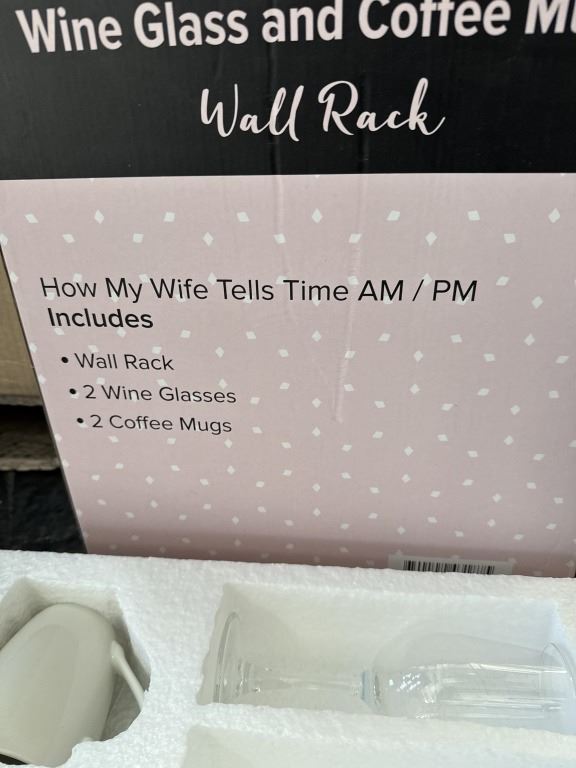 Wine Glass and Coffee
Wall Rack
How My Wife Tells Time AM / PM
Includes
• Wall Rack
• 2 Wine Glasses
• 2 Coffee Mugs